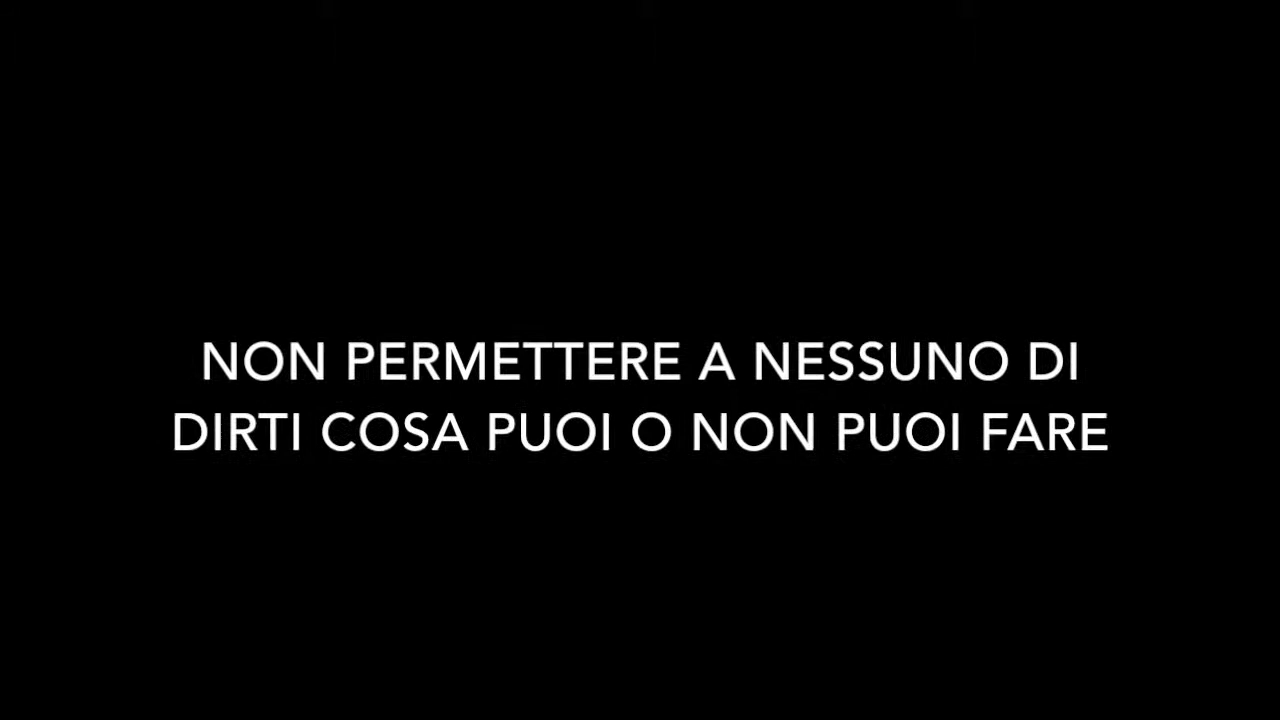 NON PERMETTERE A NESSUNO DI
DIRTI COSA PUOI O NON PUOI FARE